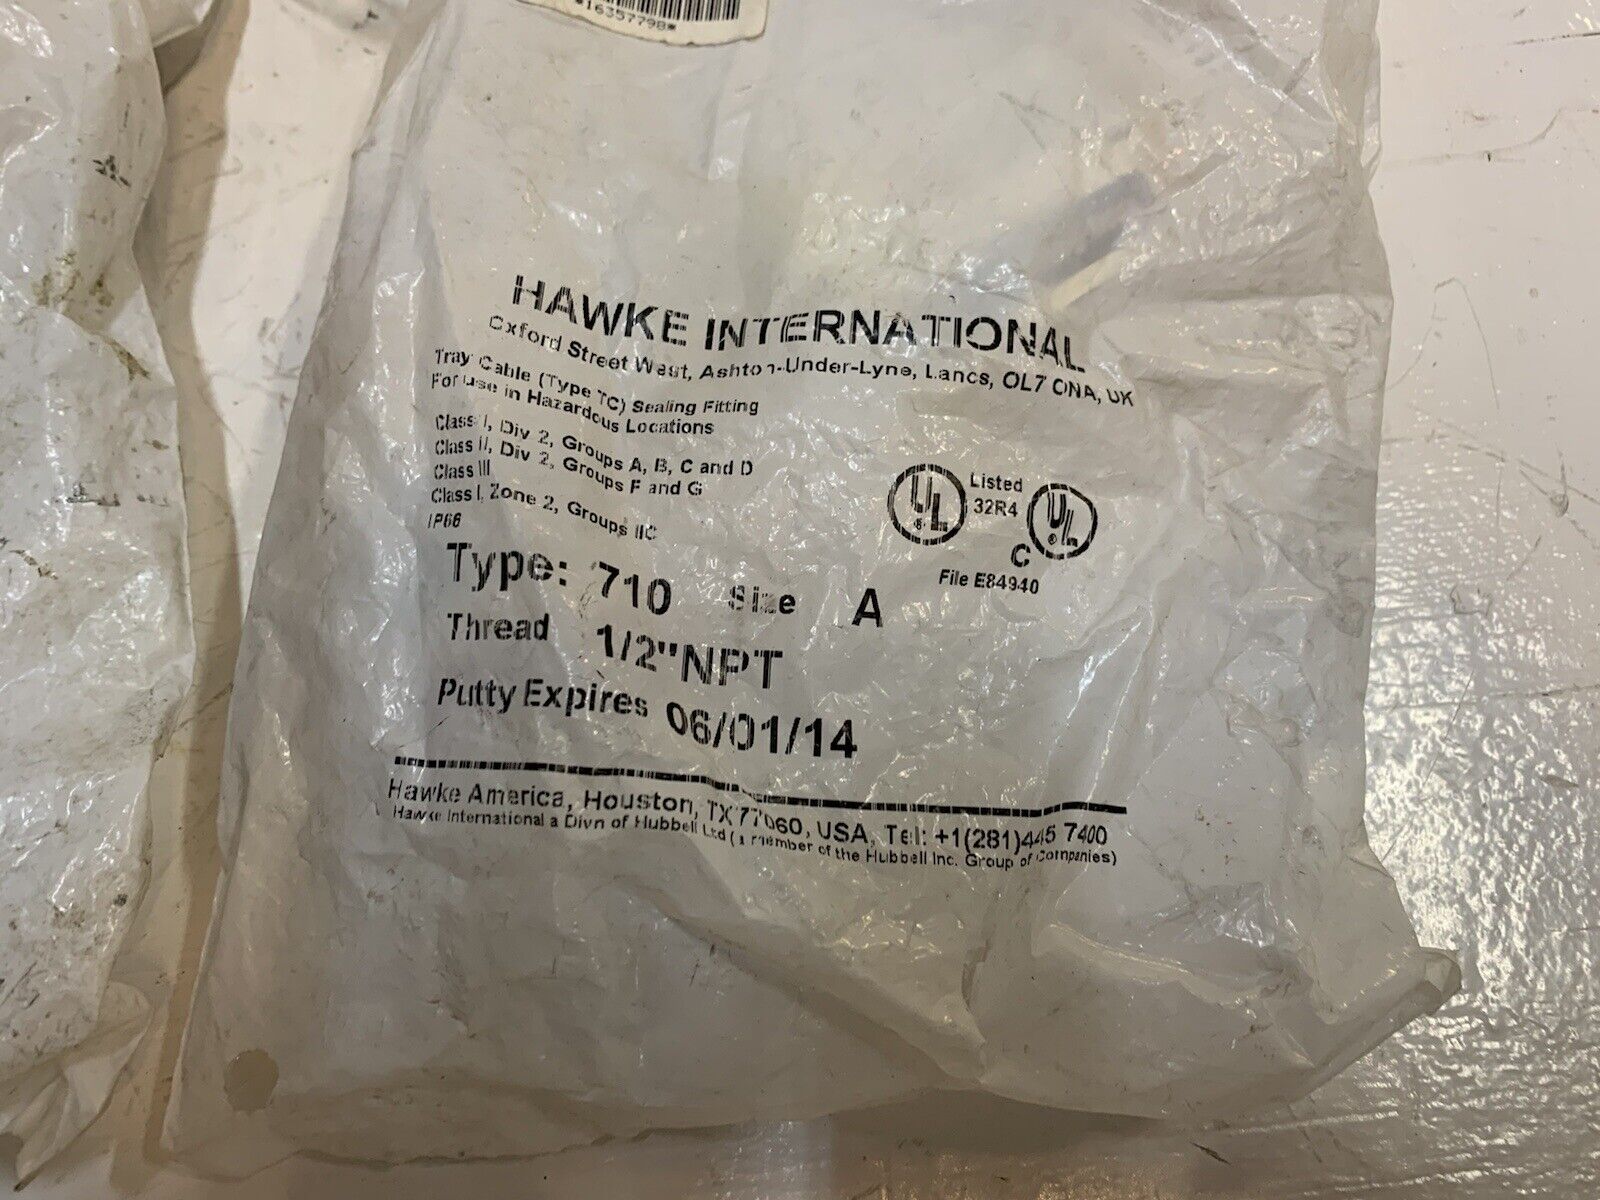 *1635779B*
HAWKE INTERNATIONAL
Oxford Street West, Ashton-Under-Lyne, Lancs, OL7 0NA, UK
Tray Cable (Type TC) Sealing Fitting
For use in Hazardous Locations
Class I, Div 2, Groups A, B, C and D
Class II, Div 2, Groups F and G
Class III
Class I, Zone 2, Groups IIC
IP66
UL ® Listed 32R4 C UL ®
File E84940
Type: 710 Size A
Thread 1/2"NPT
Putty Expires 06/01/14
Hawke America, Houston, TX 77060, USA, Tel: +1(281)445 7400
Hawke International a Divn of Hubbell Ltd (a member of the Hubbell Inc. Group of Companies)